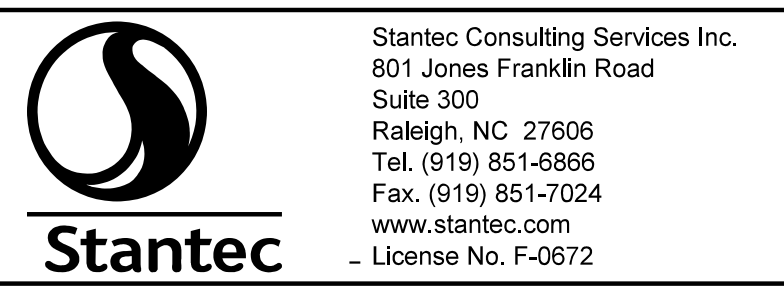 Stantec
Stantec Consulting Services Inc.
801 Jones Franklin Road
Suite 300
Raleigh, NC  27606
Tel. (919) 851-6866
Fax. (919) 851-7024
www.stantec.com
License No. F-0672